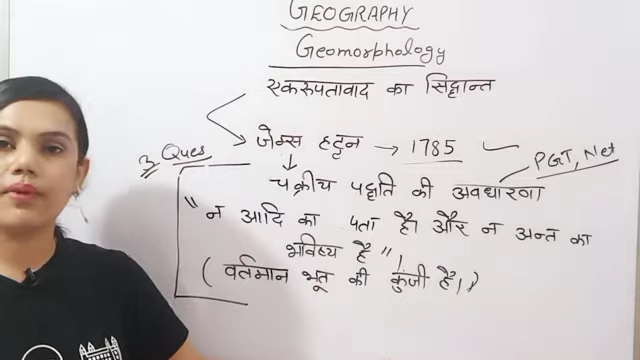 GEOGRAPHY
Geomorphology
एकरुपतावाद का सिद्धान्त
जेम्स हट्टन → 1785
3 Ques
PGT, Net
चक्रीय पद्दति की अवधारणा
"न आदि का पता है। और न अन्त का
भविष्य है"।
(वर्तमान भूत की कुंजी है।)